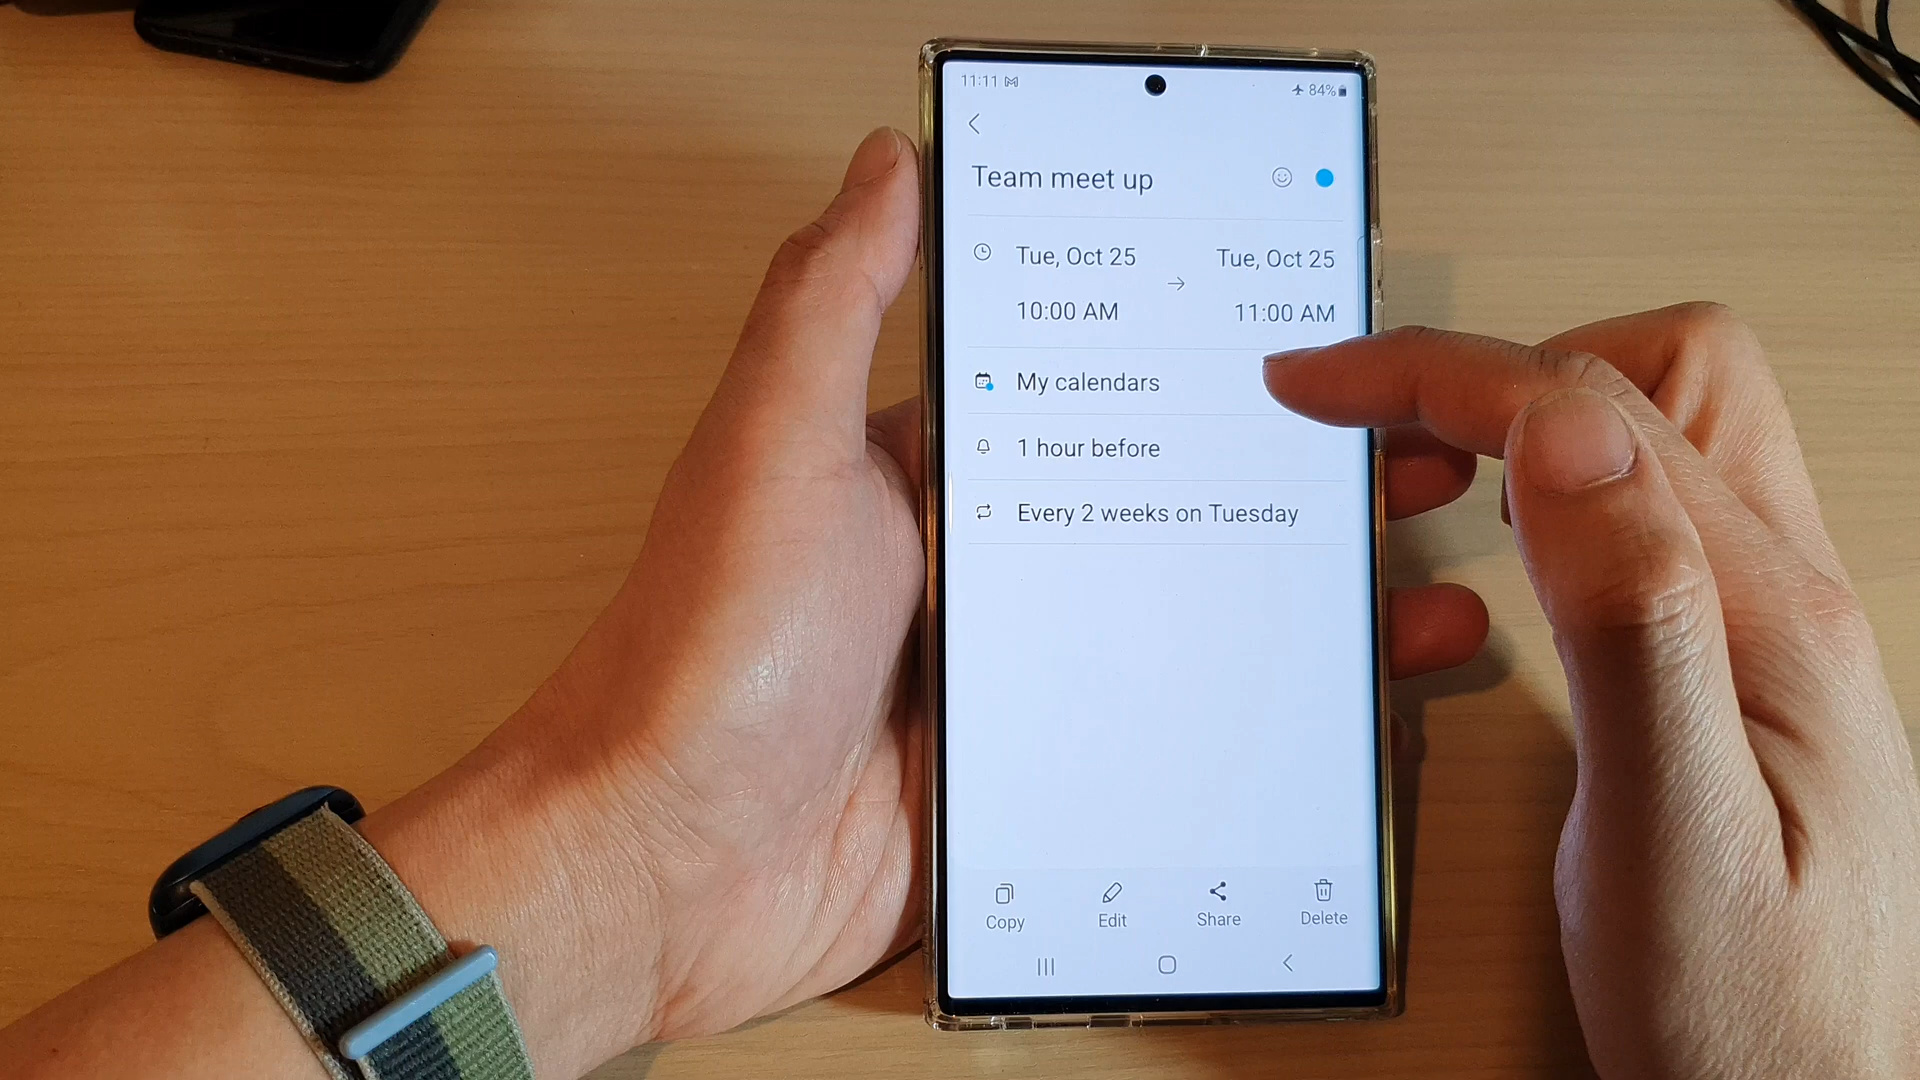 11:11 84%
Team meet up
Tue, Oct 25 Tue, Oct 25
10:00 AM 11:00 AM
My calendars
1 hour before
Every 2 weeks on Tuesday
Copy Edit Share Delete